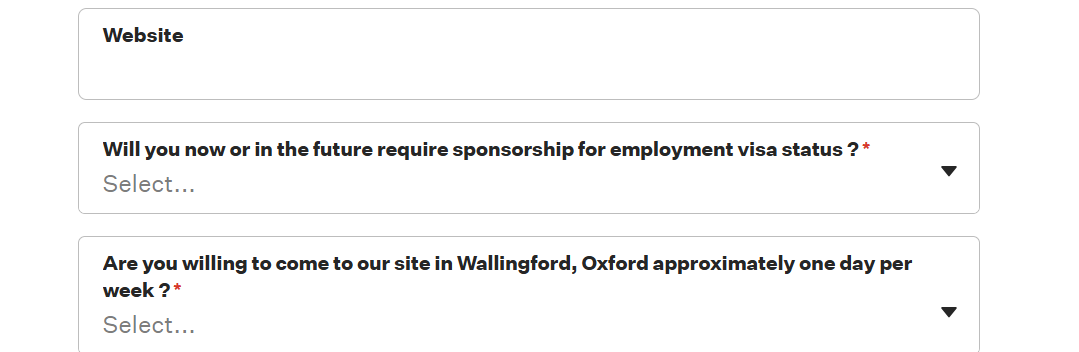 Website
Will you now or in the future require sponsorship for employment visa status ?*
Select...
Are you willing to come to our site in Wallingford, Oxford approximately one day per
week ?*
Select...